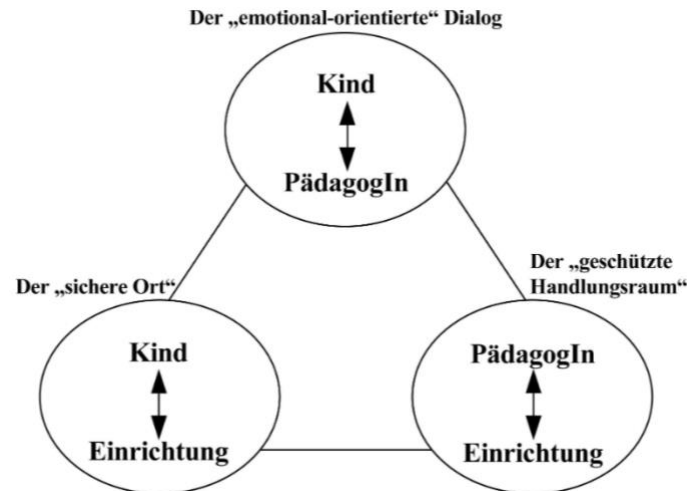 Der „emotional-orientierte“ Dialog
Kind
PädagogIn
Der „sichere Ort“
Kind
Einrichtung
Der „geschützte
Handlungsraum“
PädagogIn
Einrichtung